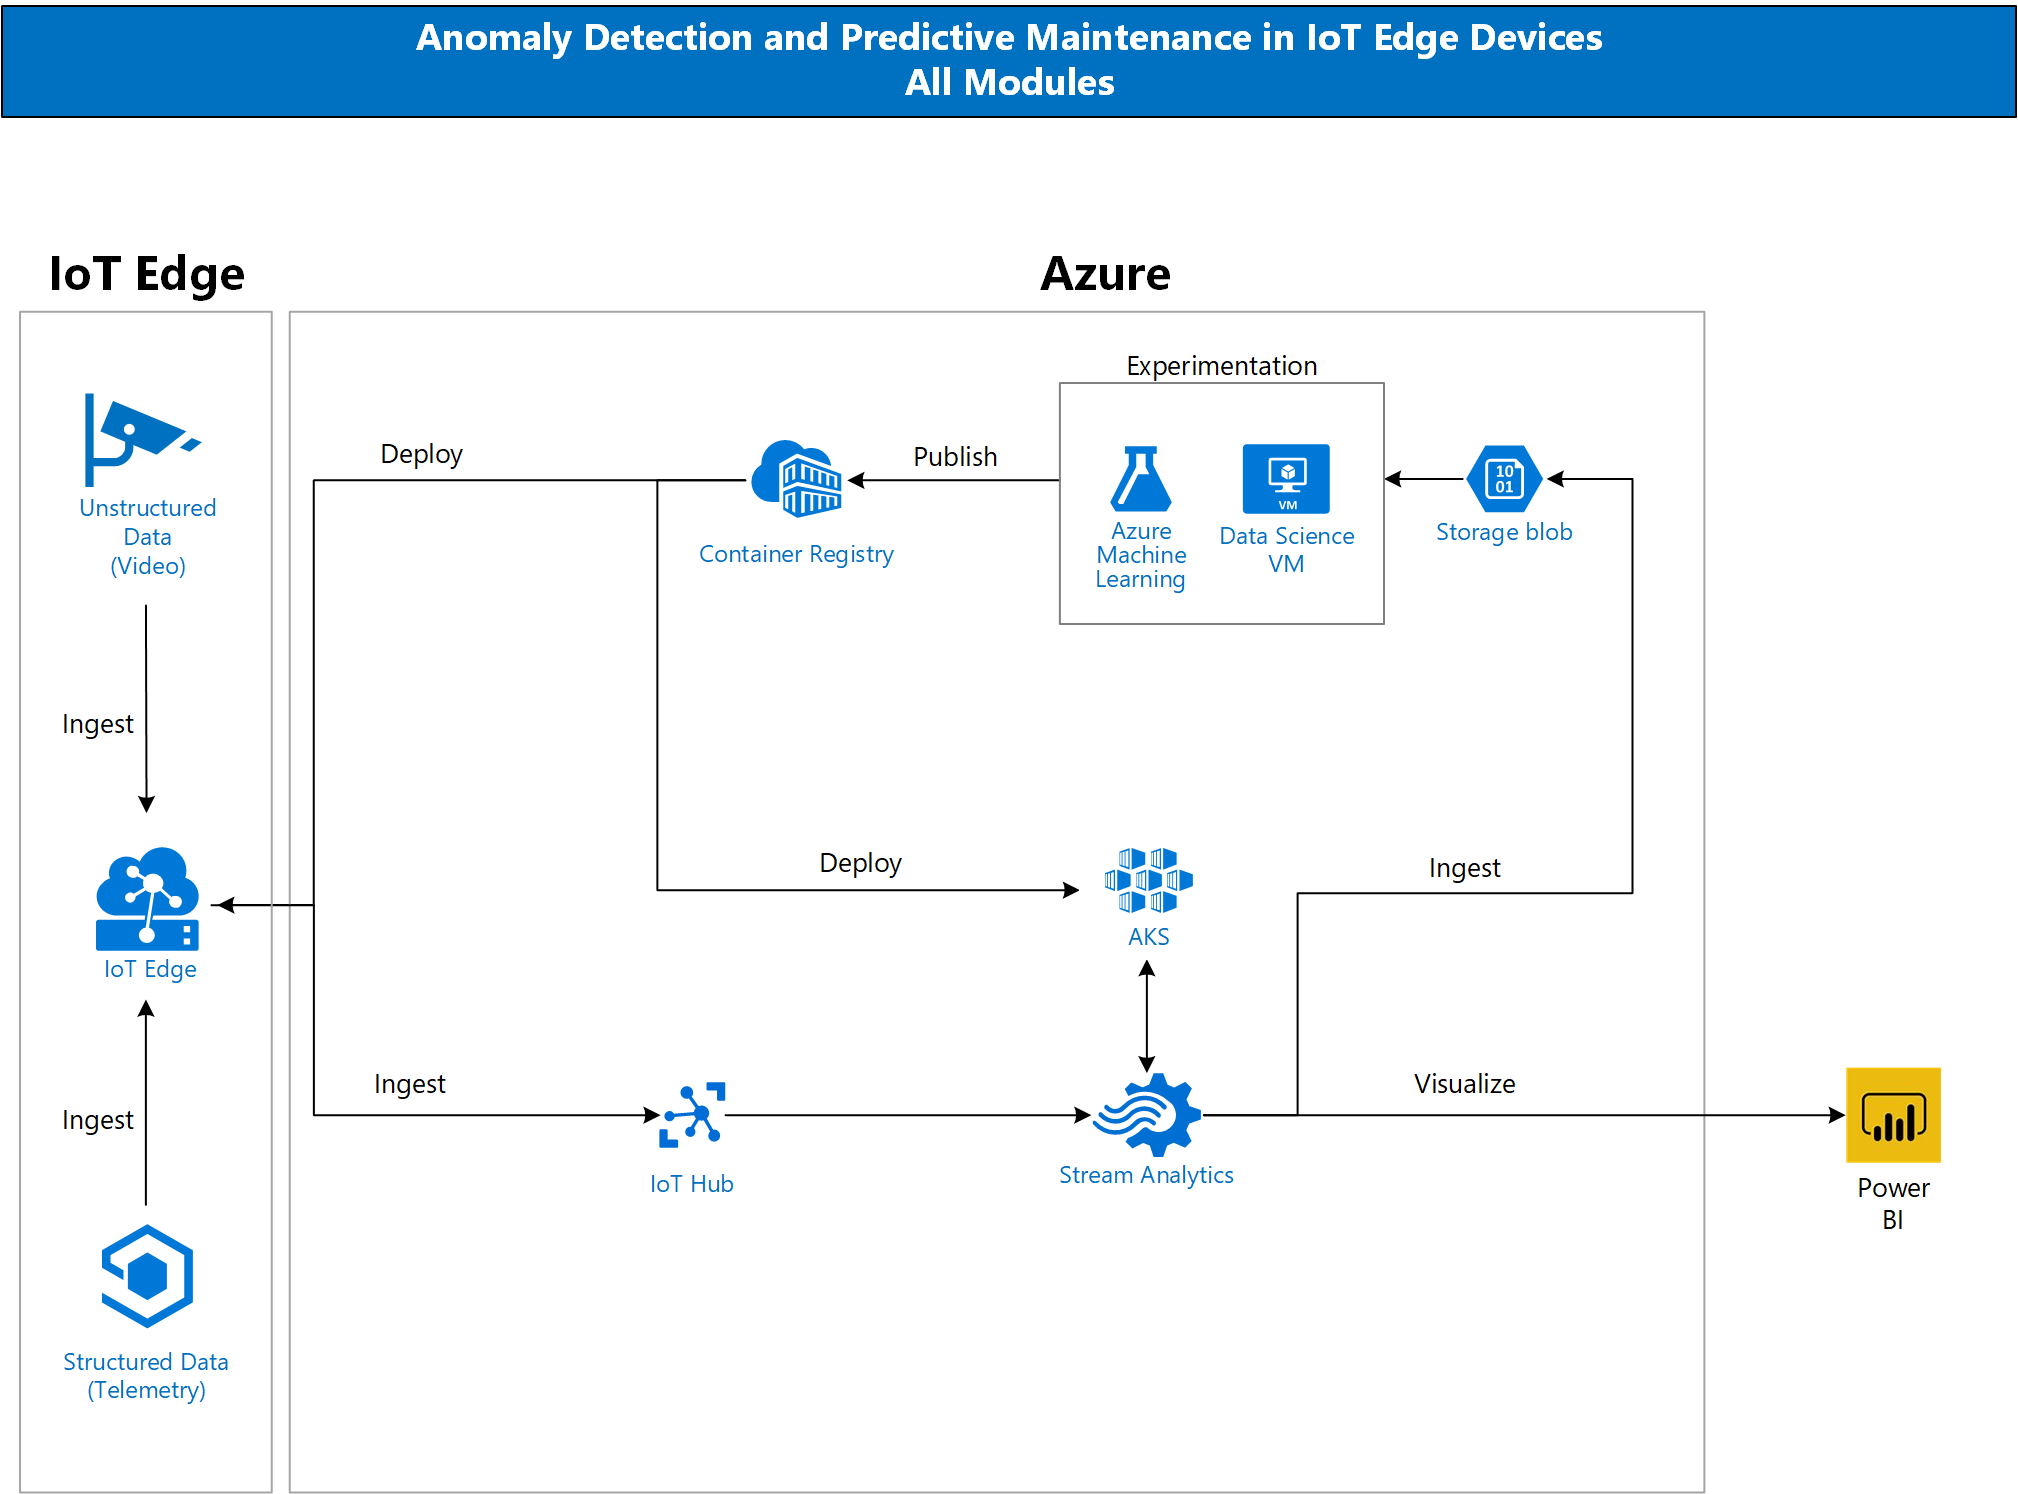 Anomaly Detection and Predictive Maintenance in IoT Edge Devices
All Modules
IoT Edge
Azure
Unstructured
Data
(Video)
Ingest
IoT Edge
Ingest
Structured Data
(Telemetry)
Deploy
Container Registry
Publish
Experimentation
Azure
Machine
Learning
VM
Data Science
VM
10
01
Storage blob
Deploy
AKS
Ingest
Ingest
IoT Hub
Stream Analytics
Visualize
Power
BI